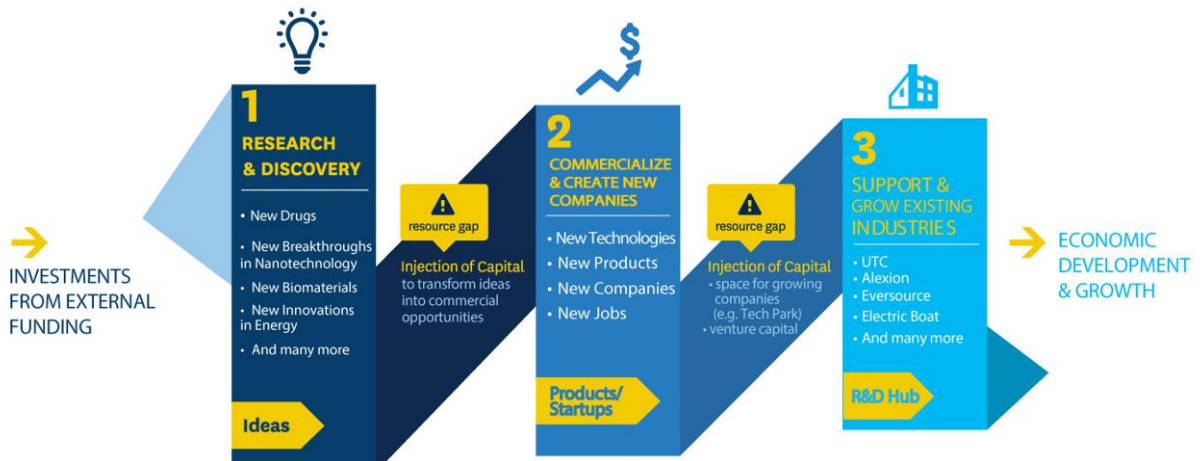 INVESTMENTS
FROM EXTERNAL
FUNDING
1
RESEARCH
& DISCOVERY
• New Drugs
• New Breakthroughs
in Nanotechnology
• New Biomaterials
• New Innovations
in Energy
• And many more
Ideas
resource gap
Injection of Capital
to transform ideas
into commercial
opportunities
$
2
COMMERCIALIZE
& CREATE NEW
COMPANIES
• New Technologies
• New Products
• New Companies
• New Jobs
Products/
Startups
resource gap
Injection of Capital
• space for growing
companies
(e.g. Tech Park)
• venture capital
3
SUPPORT &
GROW EXISTING
INDUSTRIES
• UTC
• Alexion
• Eversource
• Electric Boat
• And many more
R&D Hub
ECONOMIC
DEVELOPMENT
& GROWTH